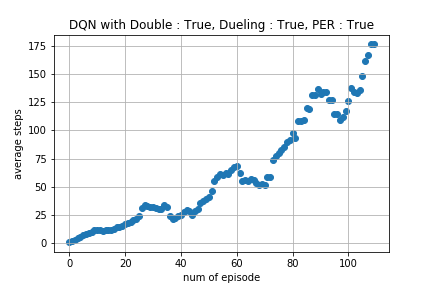 DQN with Double : True, Dueling : True, PER : True
average steps
175
150
125
100
75
50
25
0
0 20 40 60 80 100
num of episode